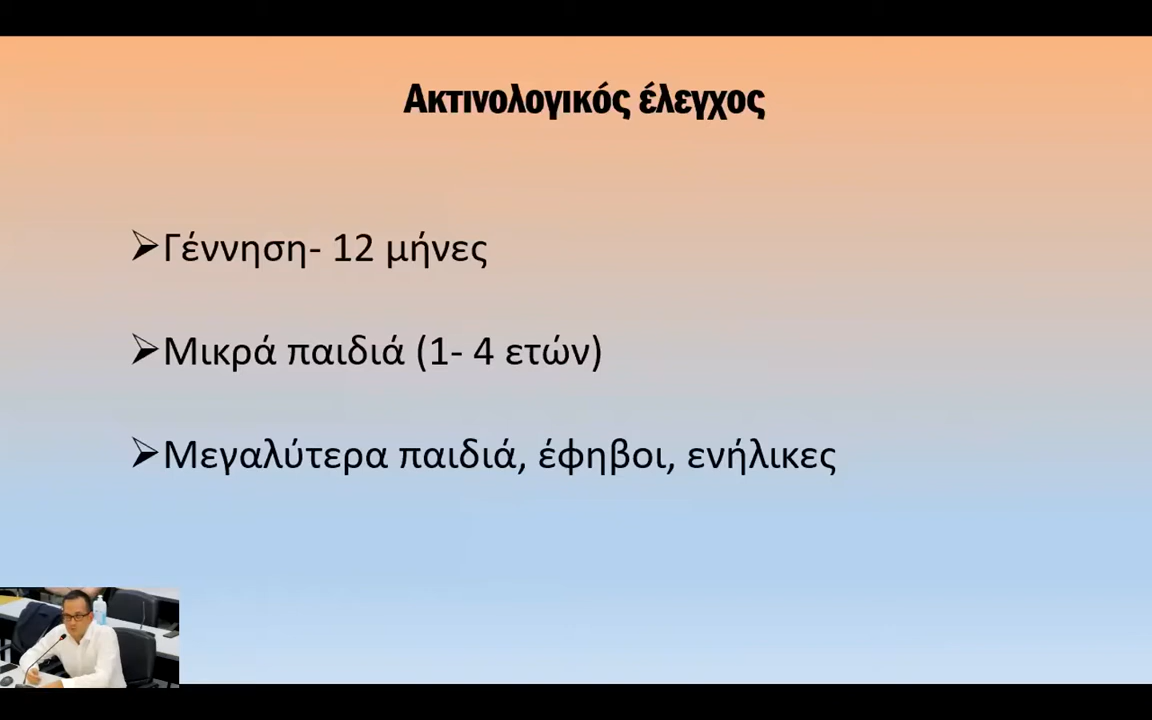 Ακτινολογικός έλεγχος
Γέννηση- 12 μήνες
Μικρά παιδιά (1- 4 ετών)
Μεγαλύτερα παιδιά, έφηβοι, ενήλικες